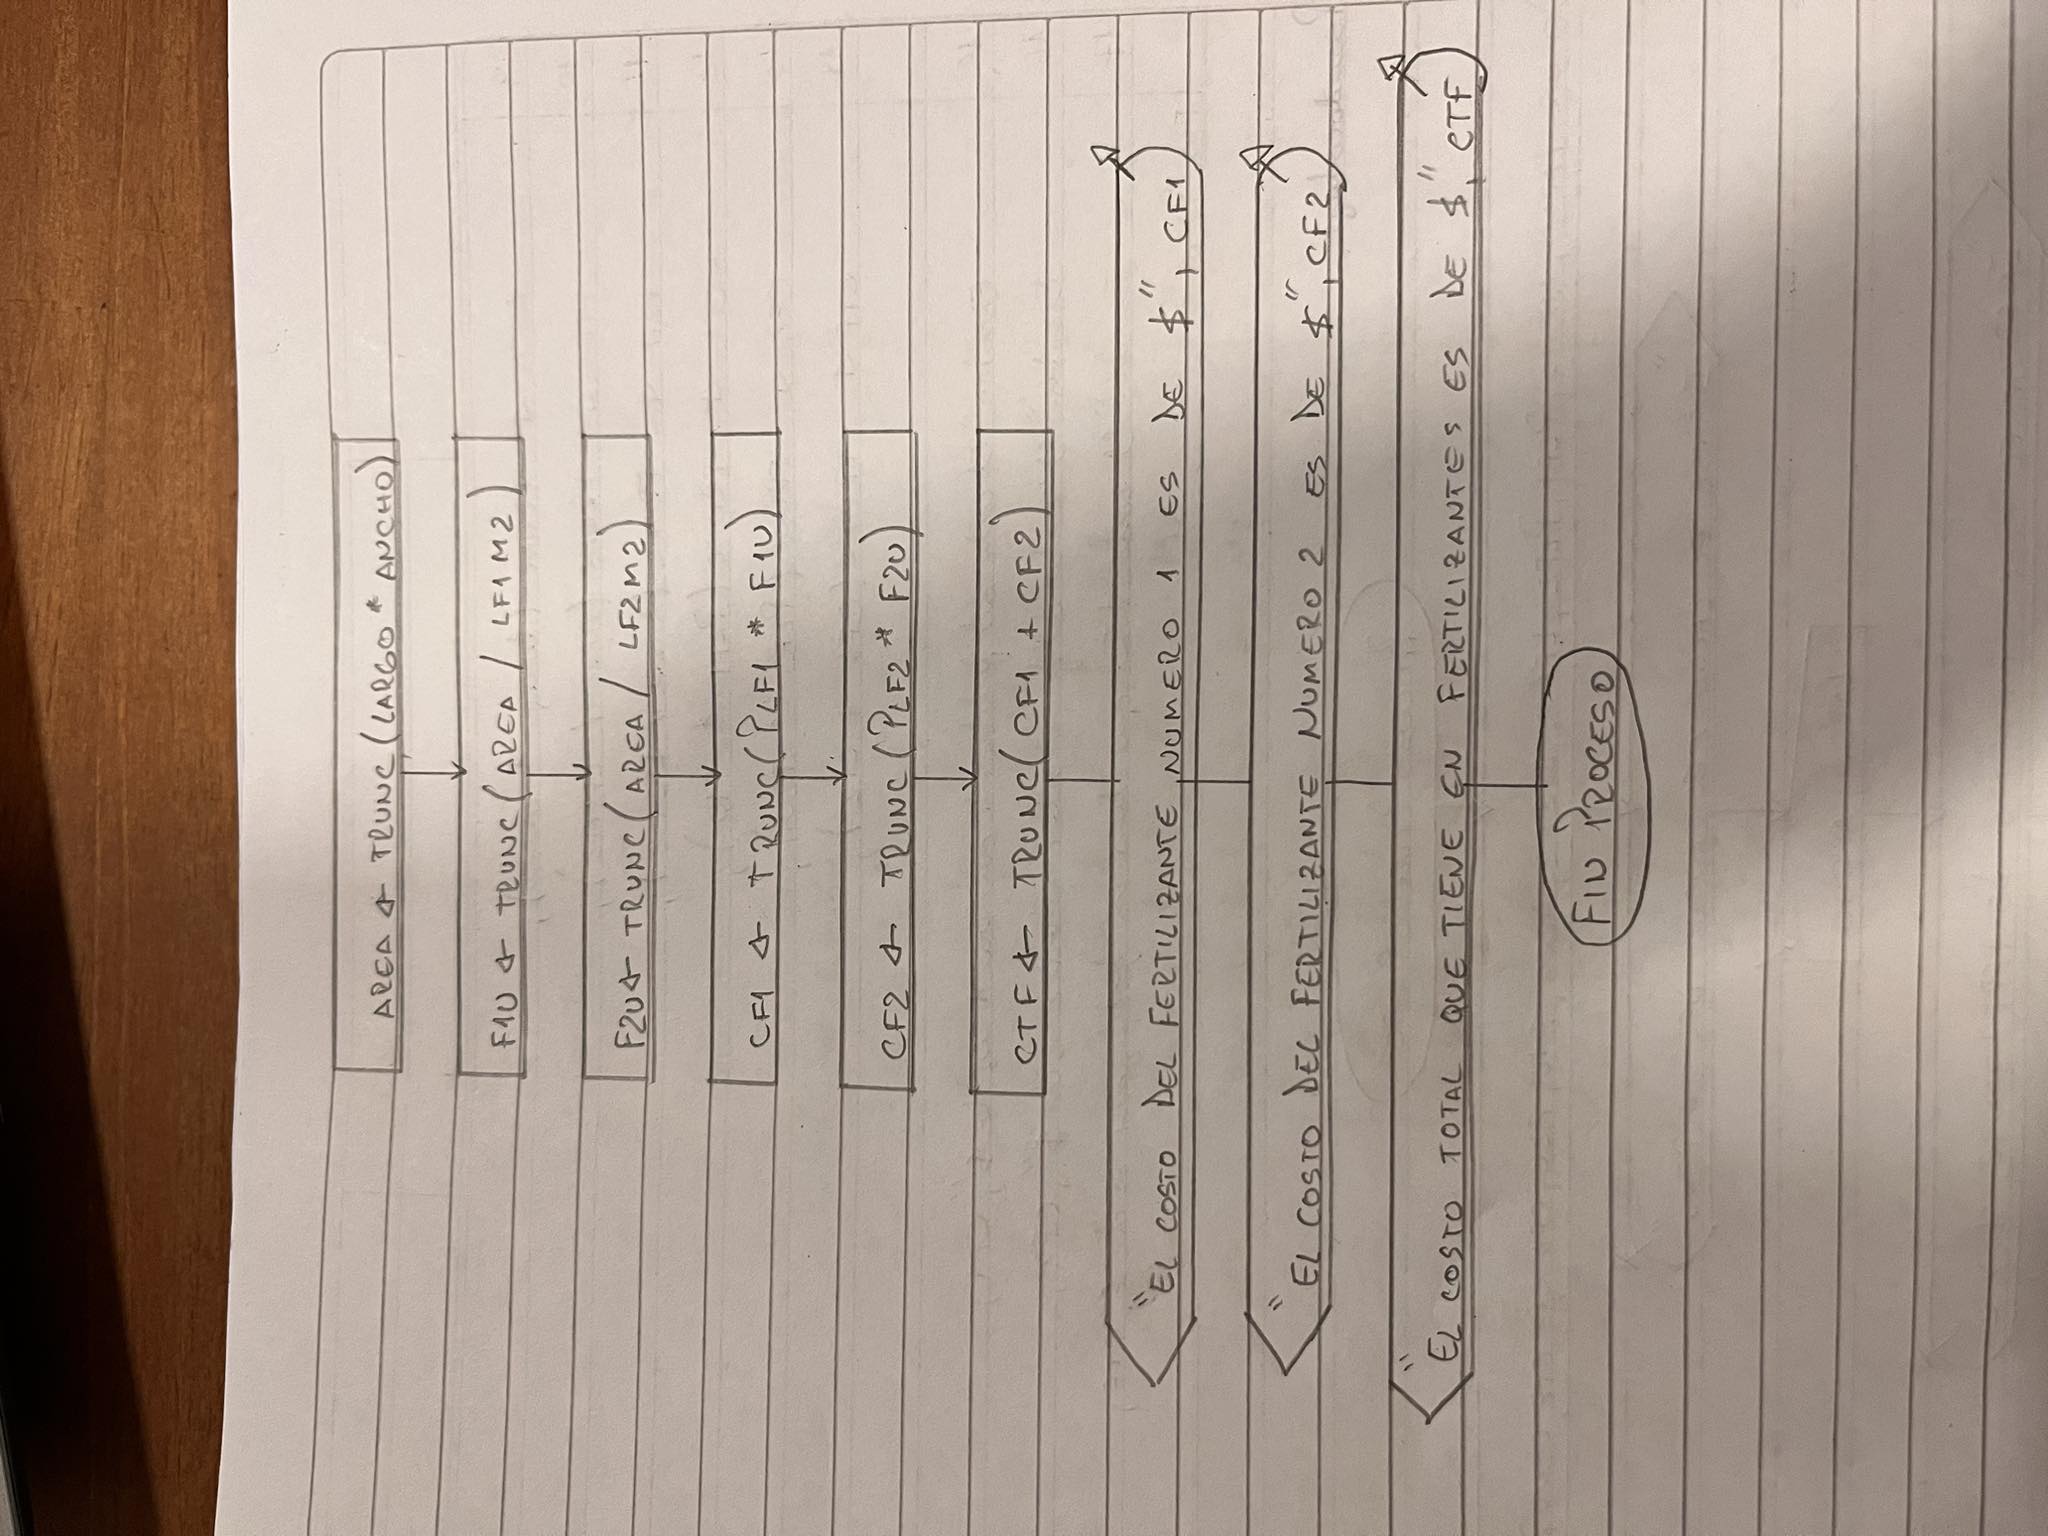 AREA ← TRUNC(LARGO * ANCHO)
F1U ← TRUNC(AREA / LF1M2)
F2U ← TRUNC(AREA / LF2M2)
CF1 ← TRUNC(PLF1 * F1U)
CF2 ← TRUNC(PLF2 * F2U)
CTF ← TRUNC(CF1 + CF2)
"EL COSTO DEL FERTILIZANTE NUMERO 1 ES DE $", CF1
"EL COSTO DEL FERTILIZANTE NUMERO 2 ES DE $", CF2
"EL COSTO TOTAL QUE TIENE EN FERTILIZANTES ES DE $", CTF
FIN PROCESO